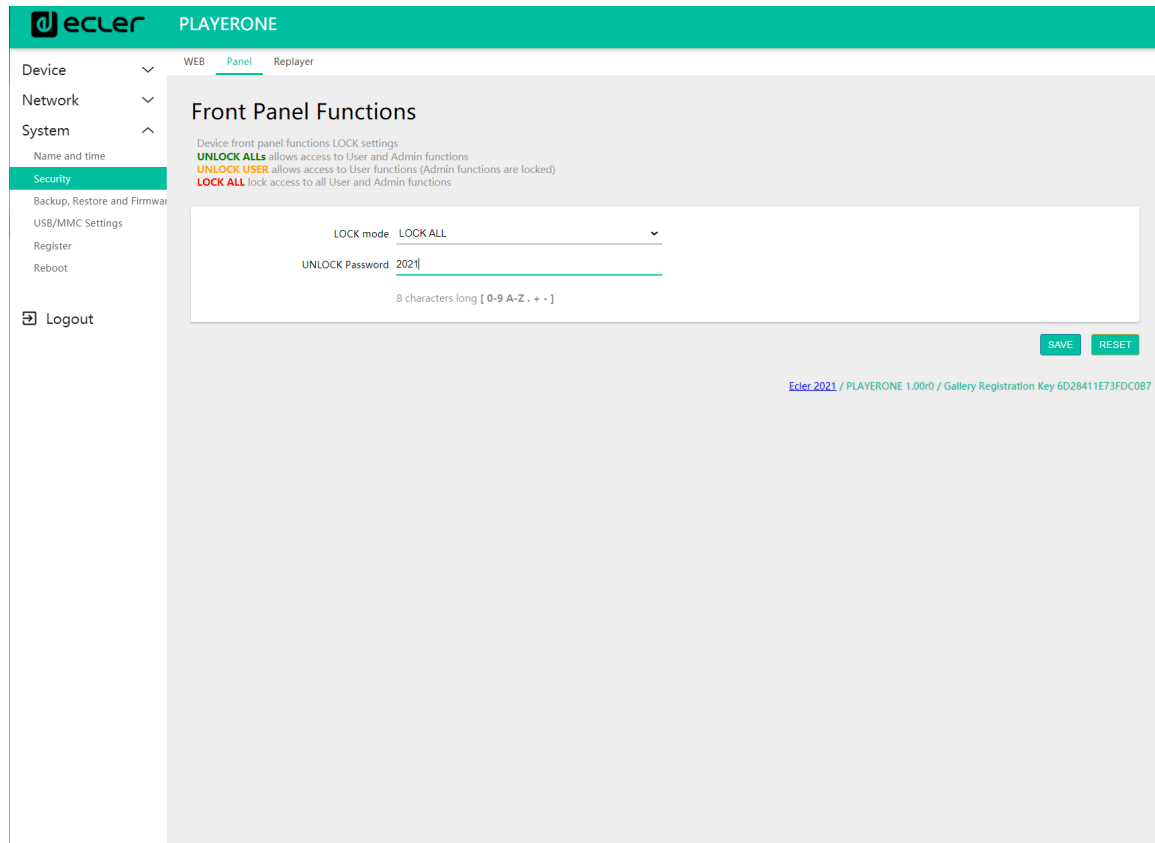 ecler
PLAYERONE
Device
Network
System
Name and time
Security
Backup, Restore and Firmwar
USB/MMC Settings
Register
Reboot
Logout
WEB Panel Replayer
Front Panel Functions
Device front panel functions LOCK settings
UNLOCK ALLs allows access to User and Admin functions
UNLOCK USER allows access to User functions (Admin functions are locked)
LOCK ALL lock access to all User and Admin functions
LOCK mode LOCK ALL
UNLOCK Password 2021
8 characters long [ 0-9 A-Z . + - ]
SAVE RESET
Ecler 2021 / PLAYERONE 1.00r0 / Gallery Registration Key 6D28411E73FDC0B7